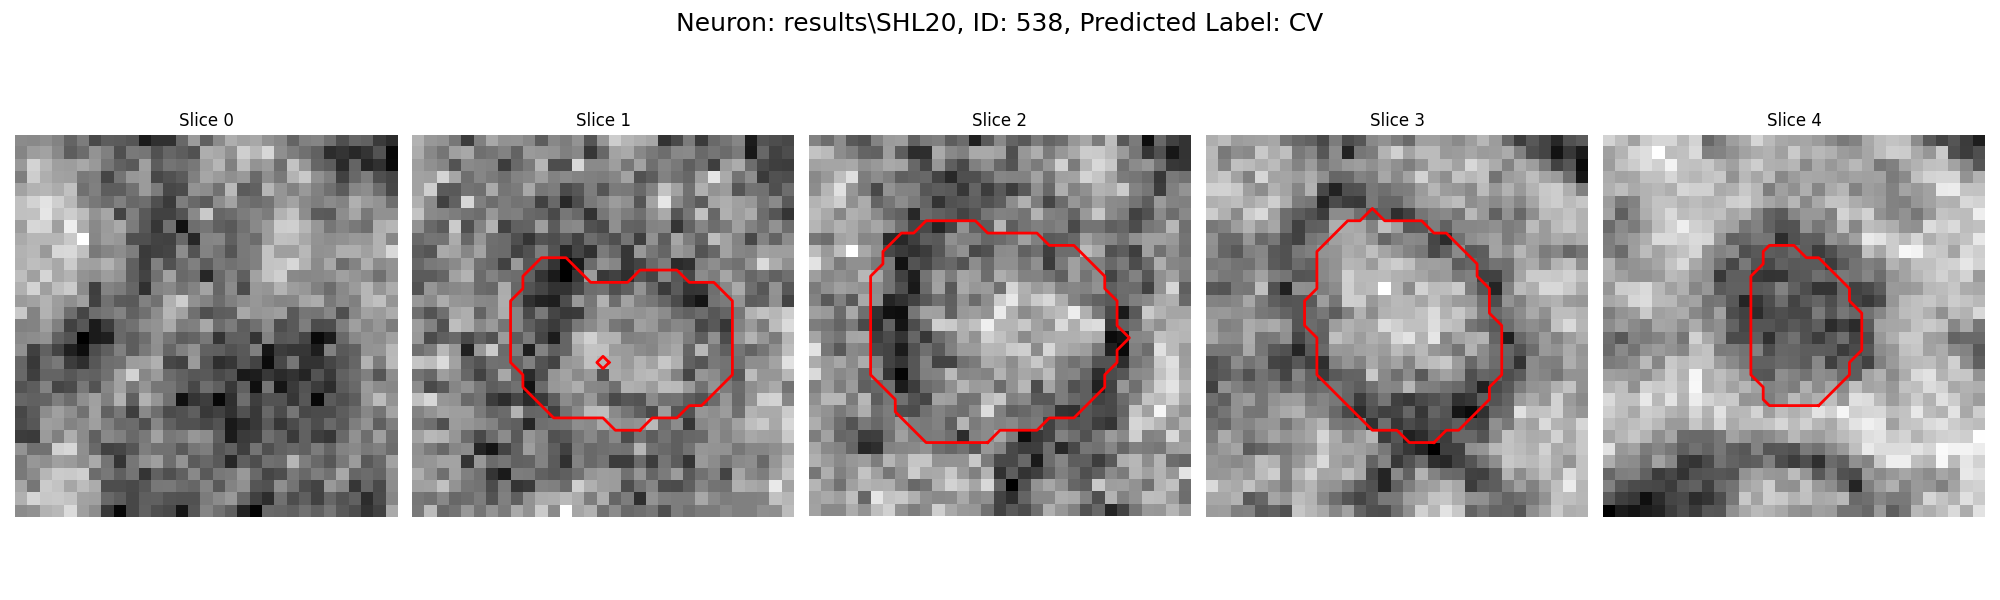 Neuron: results\SHL20, ID: 538, Predicted Label: CV
Slice 0
Slice 1
Slice 2
Slice 3
Slice 4